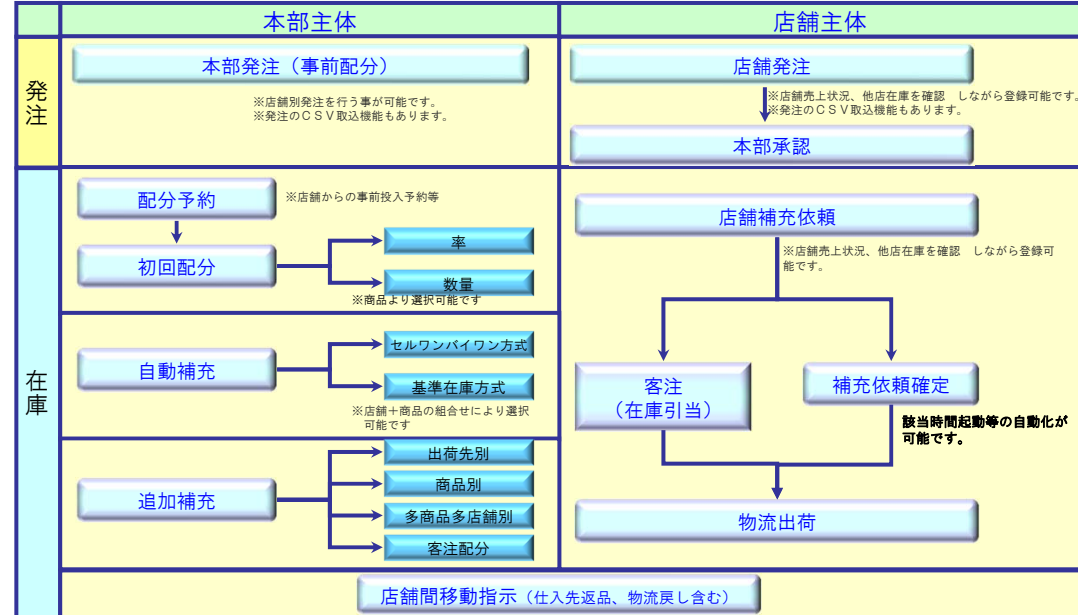 本部主体
店舗主体
発注
本部発注（事前配分）
※店舗別発注を行う事が可能です。
※発注のＣＳＶ取込機能もあります。
店舗発注
※店舗売上状況、他店在庫を確認　しながら登録可能です。
※発注のＣＳＶ取込機能もあります。
本部承認
在庫
配分予約
※店舗からの事前投入予約等
初回配分
率
数量
※商品より選択可能です
自動補充
セルワンバイワン方式
基準在庫方式
※店舗＋商品の組合せにより選択
可能です
追加補充
出荷先別
商品別
多商品多店舗別
客注配分
店舗補充依頼
※店舗売上状況、他店在庫を確認　しながら登録可
能です。
客注
（在庫引当）
補充依頼確定
該当時間起動等の自動化が
可能です。
物流出荷
店舗間移動指示（仕入先返品、物流戻し含む）